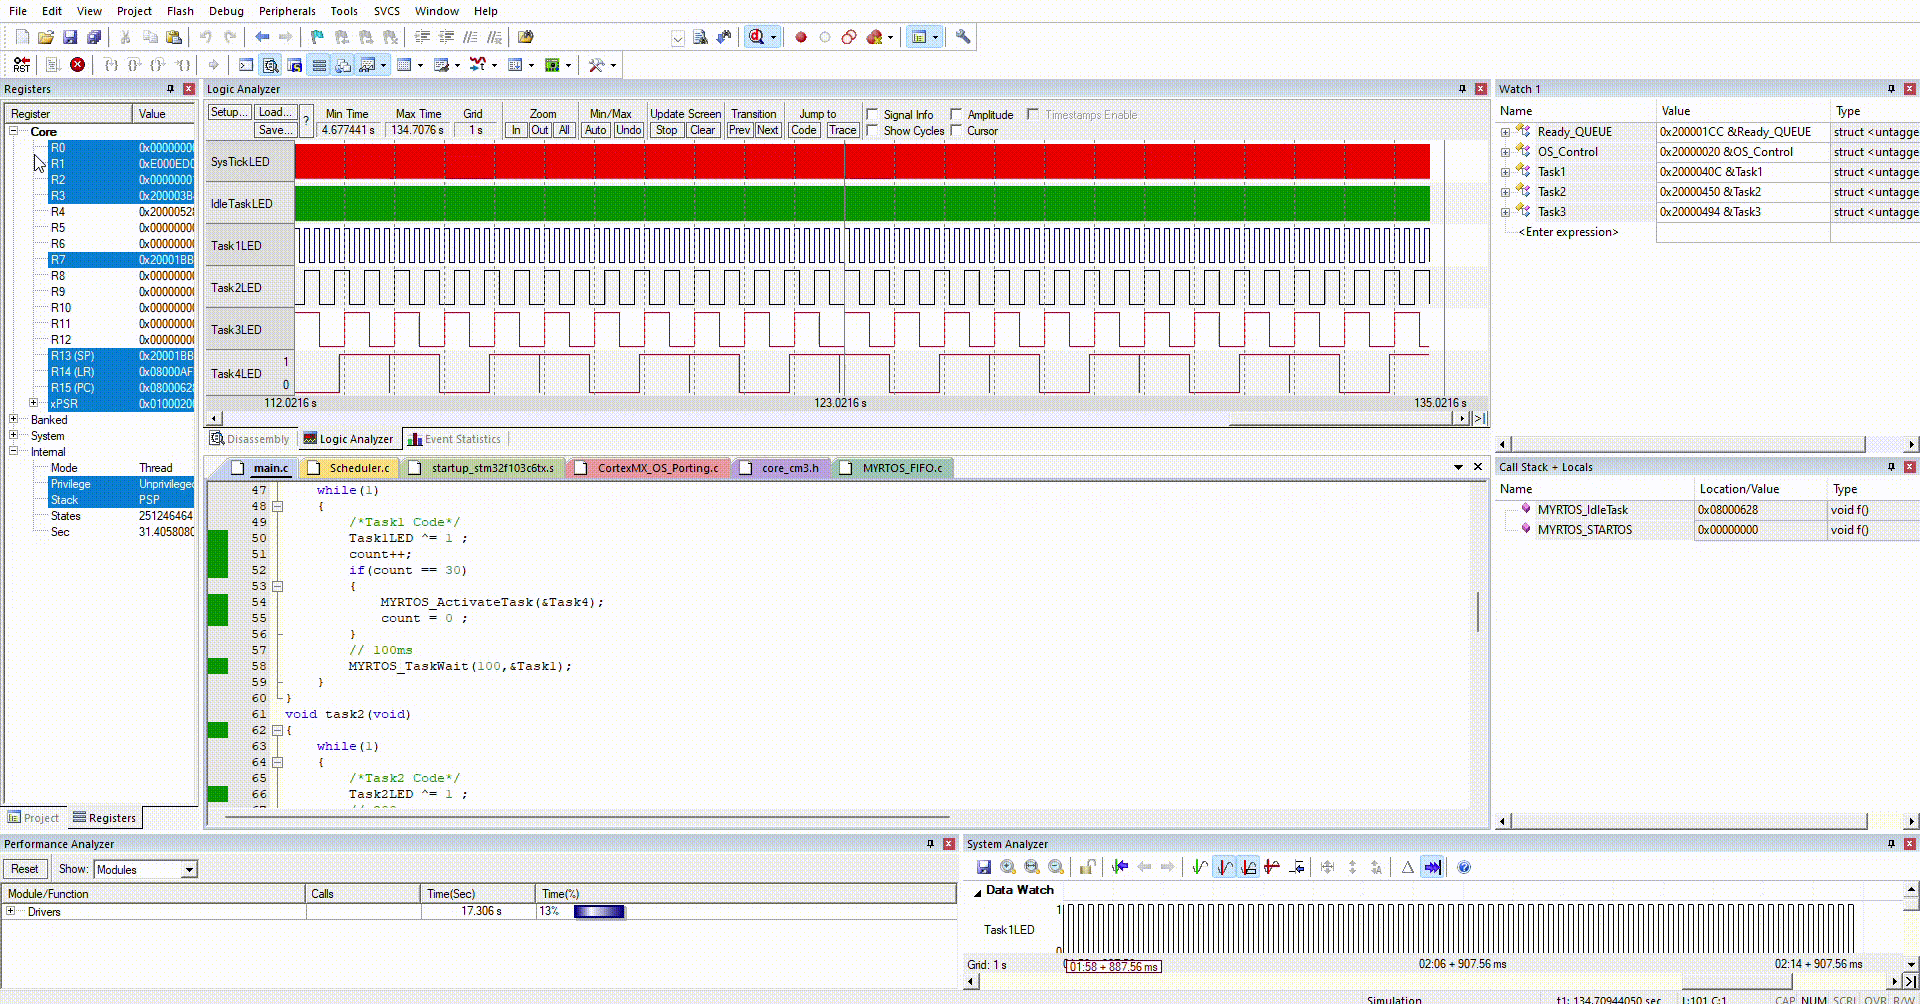 File Edit View Project Flash Debug Peripherals Tools SVCS Window Help
RST
Registers
Register Value
Core
R0 0x0000000
R1 0xE000ED0
R2 0x0000000
R3 0x200003B
R4 0x2000052
R5 0x0000000
R6 0x0000000
R7 0x20001BB
R8 0x0000000
R9 0x0000000
R10 0x0000000
R11 0x0000000
R12 0x0000000
R13 (SP) 0x20001BB
R14 (LR) 0x08000AF
R15 (PC) 0x0800062
xPSR 0x0100020
Banked
System
Internal
Mode Thread
Privilege Unprivileged
Stack PSP
States 251246464
Sec 31.4058080
Project Registers
Logic Analyzer
Setup... Load... ? Min Time Max Time Grid Zoom Min/Max Update Screen Transition Jump to Signal Info Amplitude Timestamps Enable
Save... 4.677441 s 134.7076 s 1 s In Out All Auto Undo Stop Clear Prev Next Code Trace Show Cycles Cursor
SysTickLED
IdleTaskLED
Task1LED
Task2LED
Task3LED
1
Task4LED
0
112.0216 s 123.0216 s 135.0216 s
Disassembly Logic Analyzer Event Statistics
main.c Scheduler.c startup_stm32f103c6tx.s CortexMX_OS_Porting.c core_cm3.h MYRTOS_FIFO.c
47 while(1)
48 {
49 /*Task1 Code*/
50 Task1LED ^= 1 ;
51 count++;
52 if(count == 30)
53 {
54 MYRTOS_ActivateTask(&Task4);
55 count = 0 ;
56 }
57 // 100ms
58 MYRTOS_TaskWait(100,&Task1);
59 }
60 }
61 void task2(void)
62 {
63 while(1)
64 {
65 /*Task2 Code*/
66 Task2LED ^= 1 ;
Watch 1
Name Value Type
Ready_QUEUE 0x200001CC &Ready_QUEUE struct <untagge
OS_Control 0x20000020 &OS_Control struct <untagge
Task1 0x2000040C &Task1 struct <untagge
Task2 0x20000450 &Task2 struct <untagge
Task3 0x20000494 &Task3 struct <untagge
<Enter expression>
Call Stack + Locals
Name Location/Value Type
MYRTOS_IdleTask 0x08000628 void f()
MYRTOS_STARTOS 0x00000000 void f()
Performance Analyzer
Reset Show: Modules
Module/Function Calls Time(Sec) Time(%)
Drivers 17.306 s 13%
System Analyzer
Data Watch
1
Task1LED
0
Grid: 1 s 01:58 + 887.56 ms 02:06 + 907.56 ms 02:14 + 907.56 ms
Simulation t1: 134.70944050 sec L:101 C:1 CAP NUM SCRL OVR R/W